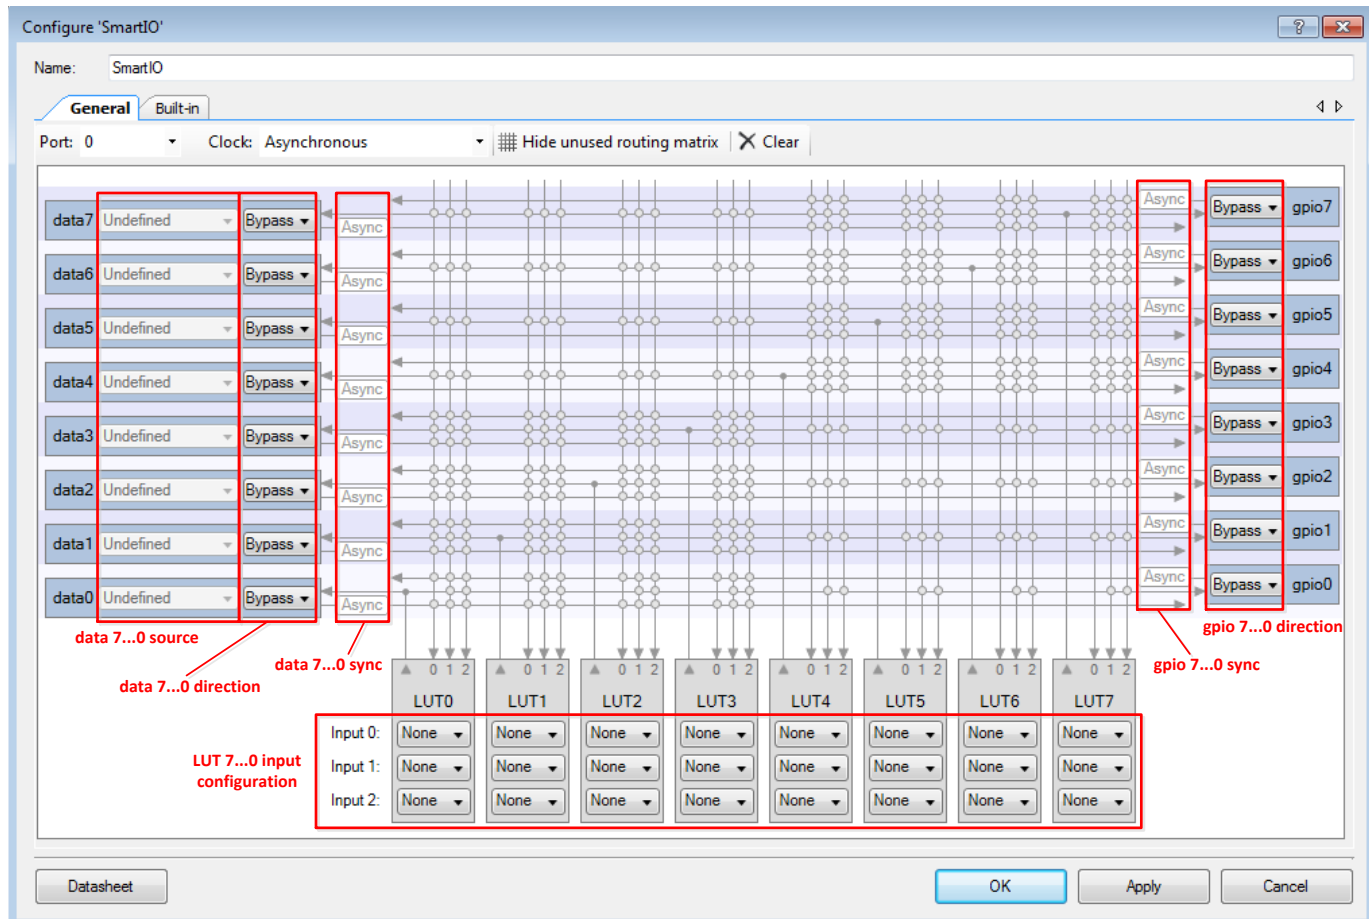 Configure 'SmartIO'
Name: SmartIO
General Built-in
Port: 0 Clock: Asynchronous Hide unused routing matrix Clear
data7 Undefined Bypass Async Async Bypass gpio7
data6 Undefined Bypass Async Async Bypass gpio6
data5 Undefined Bypass Async Async Bypass gpio5
data4 Undefined Bypass Async Async Bypass gpio4
data3 Undefined Bypass Async Async Bypass gpio3
data2 Undefined Bypass Async Async Bypass gpio2
data1 Undefined Bypass Async Async Bypass gpio1
data0 Undefined Bypass Async Async Bypass gpio0
data 7...0 source
data 7...0 direction
data 7...0 sync
gpio 7...0 sync
gpio 7...0 direction
0 1 2 0 1 2 0 1 2 0 1 2 0 1 2 0 1 2 0 1 2 0 1 2
LUT0 LUT1 LUT2 LUT3 LUT4 LUT5 LUT6 LUT7
LUT 7...0 input
configuration
Input 0: None None None None None None None None
Input 1: None None None None None None None None
Input 2: None None None None None None None None
Datasheet OK Apply Cancel